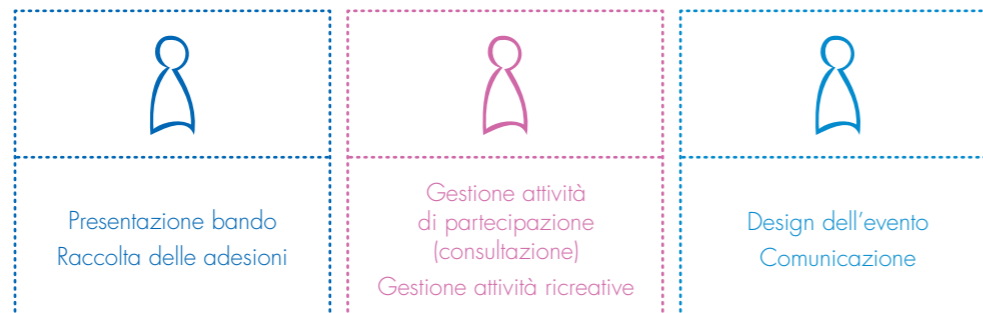 Presentazione bando
Raccolta delle adesioni
Gestione attività
di partecipazione
(consultazione)
Gestione attività ricreative
Design dell’evento
Comunicazione